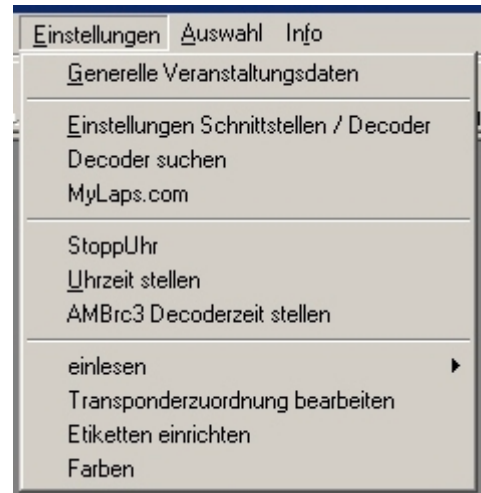 Einstellungen Auswahl Info
Generelle Veranstaltungsdaten
Einstellungen Schnittstellen / Decoder
Decoder suchen
MyLaps.com
StoppUhr
Uhrzeit stellen
AMBrc3 Decoderzeit stellen
einlesen
Transponderzuordnung bearbeiten
Etiketten einrichten
Farben